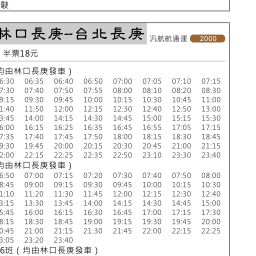 駛
林口長庚–台北長庚 汎航航通運 2000
半票18元
均由林口長庚發車）
6:30 06:35 06:40 06:50 07:00 07:05 07:10 07:15
7:30 07:40 07:50 07:55 08:00 08:10 08:20 08:30
9:15 09:30 09:45 10:00 10:15 10:30 10:45 11:00
1:40 11:50 12:00 12:15 12:30 12:40 12:50 13:00
3:45 14:00 14:15 14:30 14:45 15:00 15:15 15:30
6:00 16:15 16:25 16:35 16:45 16:55 17:05 17:15
7:35 17:40 17:45 17:50 18:00 18:15 18:30 18:45
9:30 19:45 20:00 20:15 20:30 20:45 21:00 21:15
2:00 22:15 22:25 22:35 22:50 23:10 23:30 23:40
均由林口長庚發車）
6:50 07:00 07:15 07:20 07:30 07:40 07:50 08:00
8:45 09:00 09:15 09:30 09:45 10:00 10:15 10:30
1:10 11:20 11:30 11:45 12:00 12:15 12:30 12:40
3:15 13:30 13:45 14:00 14:15 14:30 14:45 15:00
5:45 16:00 16:15 16:30 16:45 17:00 17:15 17:30
8:15 18:30 18:45 19:00 19:15 19:30 19:45 20:00
0:45 21:00 21:15 21:30 21:45 22:00 22:15 22:25
3:05 23:20 23:40
6班（均由林口長庚發車）